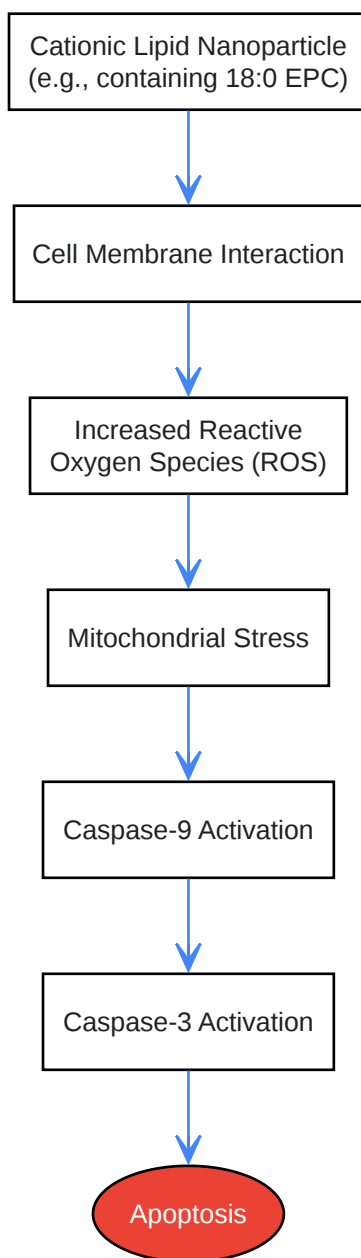 Cationic Lipid Nanoparticle
(e.g., containing 18:0 EPC)
Cell Membrane Interaction
Increased Reactive
Oxygen Species (ROS)
Mitochondrial Stress
Caspase-9 Activation
Caspase-3 Activation
Apoptosis